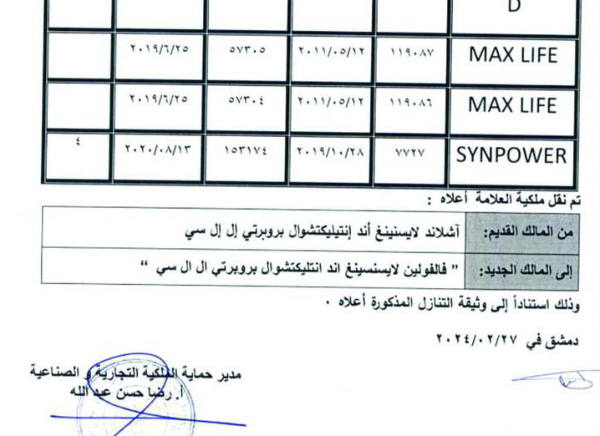 D
MAX LIFE ١١٩٠٨٧ ٢٠١١/٠٥/١٢ ٥٧٣٠٥ ٢٠١٩/٦/٢٥
MAX LIFE ١١٩٠٨٦ ٢٠١١/٠٥/١٢ ٥٧٣٠٤ ٢٠١٩/٦/٢٥
SYNPOWER ٧٧٢٧ ٢٠١٩/١٠/٢٨ ١٥٣١٧٤ ٢٠٢٠/٠٨/١٣ ٤
تم نقل ملكية العلامة أعلاه :
من المالك القديم: آشلاند لايسنينغ أند إنتيليكتشوال بروبرتي إل إل سي
إلى المالك الجديد: " فالفولين لايسنسينغ اند انتليكتشوال بروبرتي ال ال سي "
وذلك استناداً إلى وثيقة التنازل المذكورة أعلاه ٠
دمشق في ٢٠٢٤/٠٢/٢٧
مدير حماية الملكية التجارية و الصناعية
أ. رضا حسن عبد الله